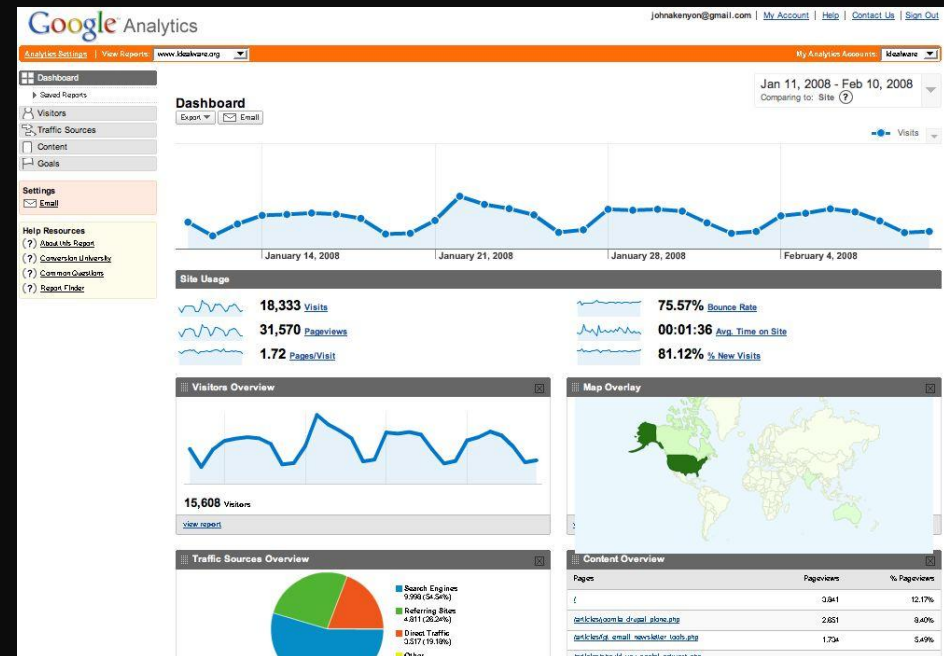 Google Analytics
johnakenyon@gmail.com | My Account | Help | Contact Us | Sign Out
Analytics Settings | View Reports: www.idealware.org
My Analytics Accounts: Idealware
Dashboard
Saved Reports
Visitors
Traffic Sources
Content
Goals
Settings
Email
Help Resources
(?) About this Report
(?) Conversion University
(?) Common Questions
(?) Report Finder
Dashboard
Export Email
Jan 11, 2008 - Feb 10, 2008
Comparing to: Site (?)
Visits
January 14, 2008 January 21, 2008 January 28, 2008 February 4, 2008
Site Usage
18,333 Visits
31,570 Pageviews
1.72 Pages/Visit
75.57% Bounce Rate
00:01:36 Avg. Time on Site
81.12% % New Visits
Visitors Overview
15,608 Visitors
view report
Map Overlay
Traffic Sources Overview
Search Engines
9,998 (54.54%)
Referring Sites
4,811 (26.24%)
Direct Traffic
3,517 (19.18%)
Other
Content Overview
Pages Pageviews % Pageviews
/ 3,841 12.17%
/articles/joomla_drupal_plone.php 2,651 8.40%
/articles/fgt_email_newsletter_tools.php 1,734 5.49%